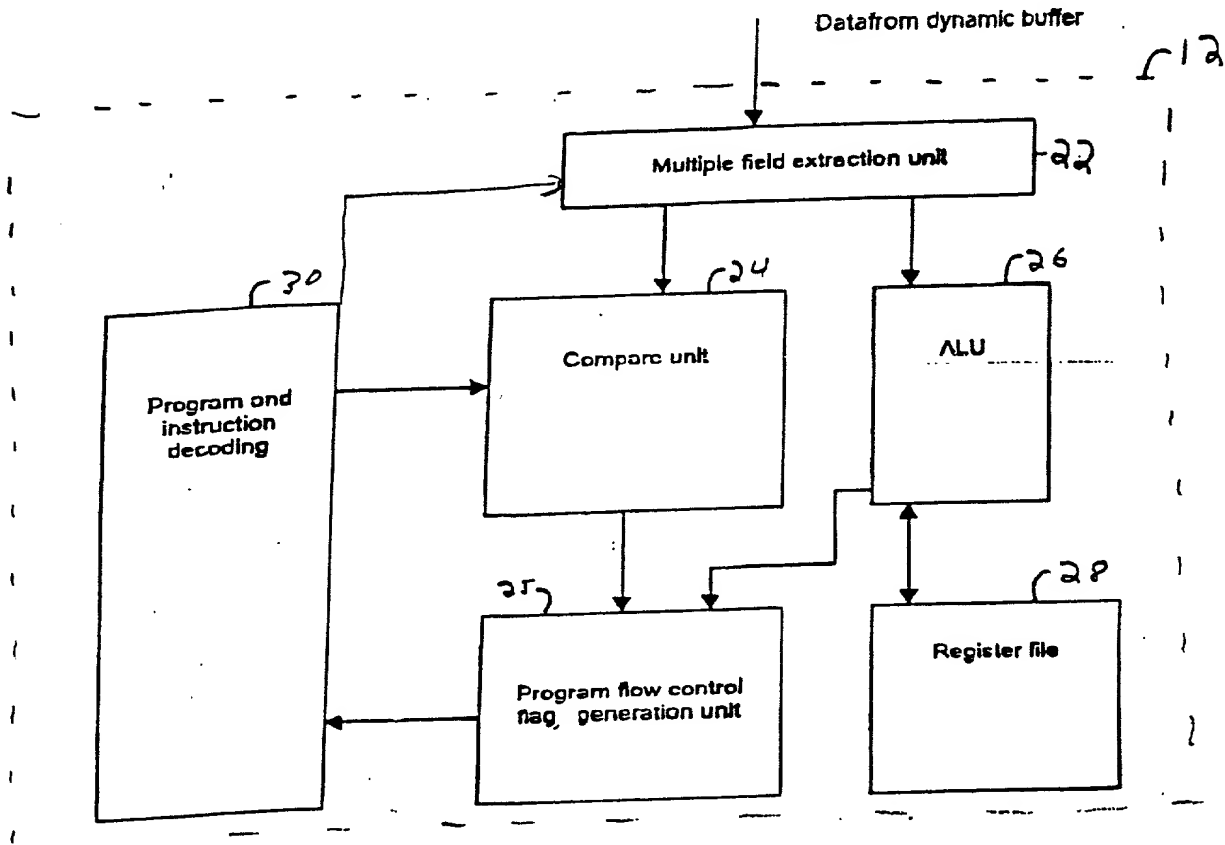 Datafrom dynamic buffer
12
Multiple field extraction unit
22
30
24
26
Compare unit
ALU
Program and
instruction
decoding
25
28
Register file
Program flow control
flag, generation unit